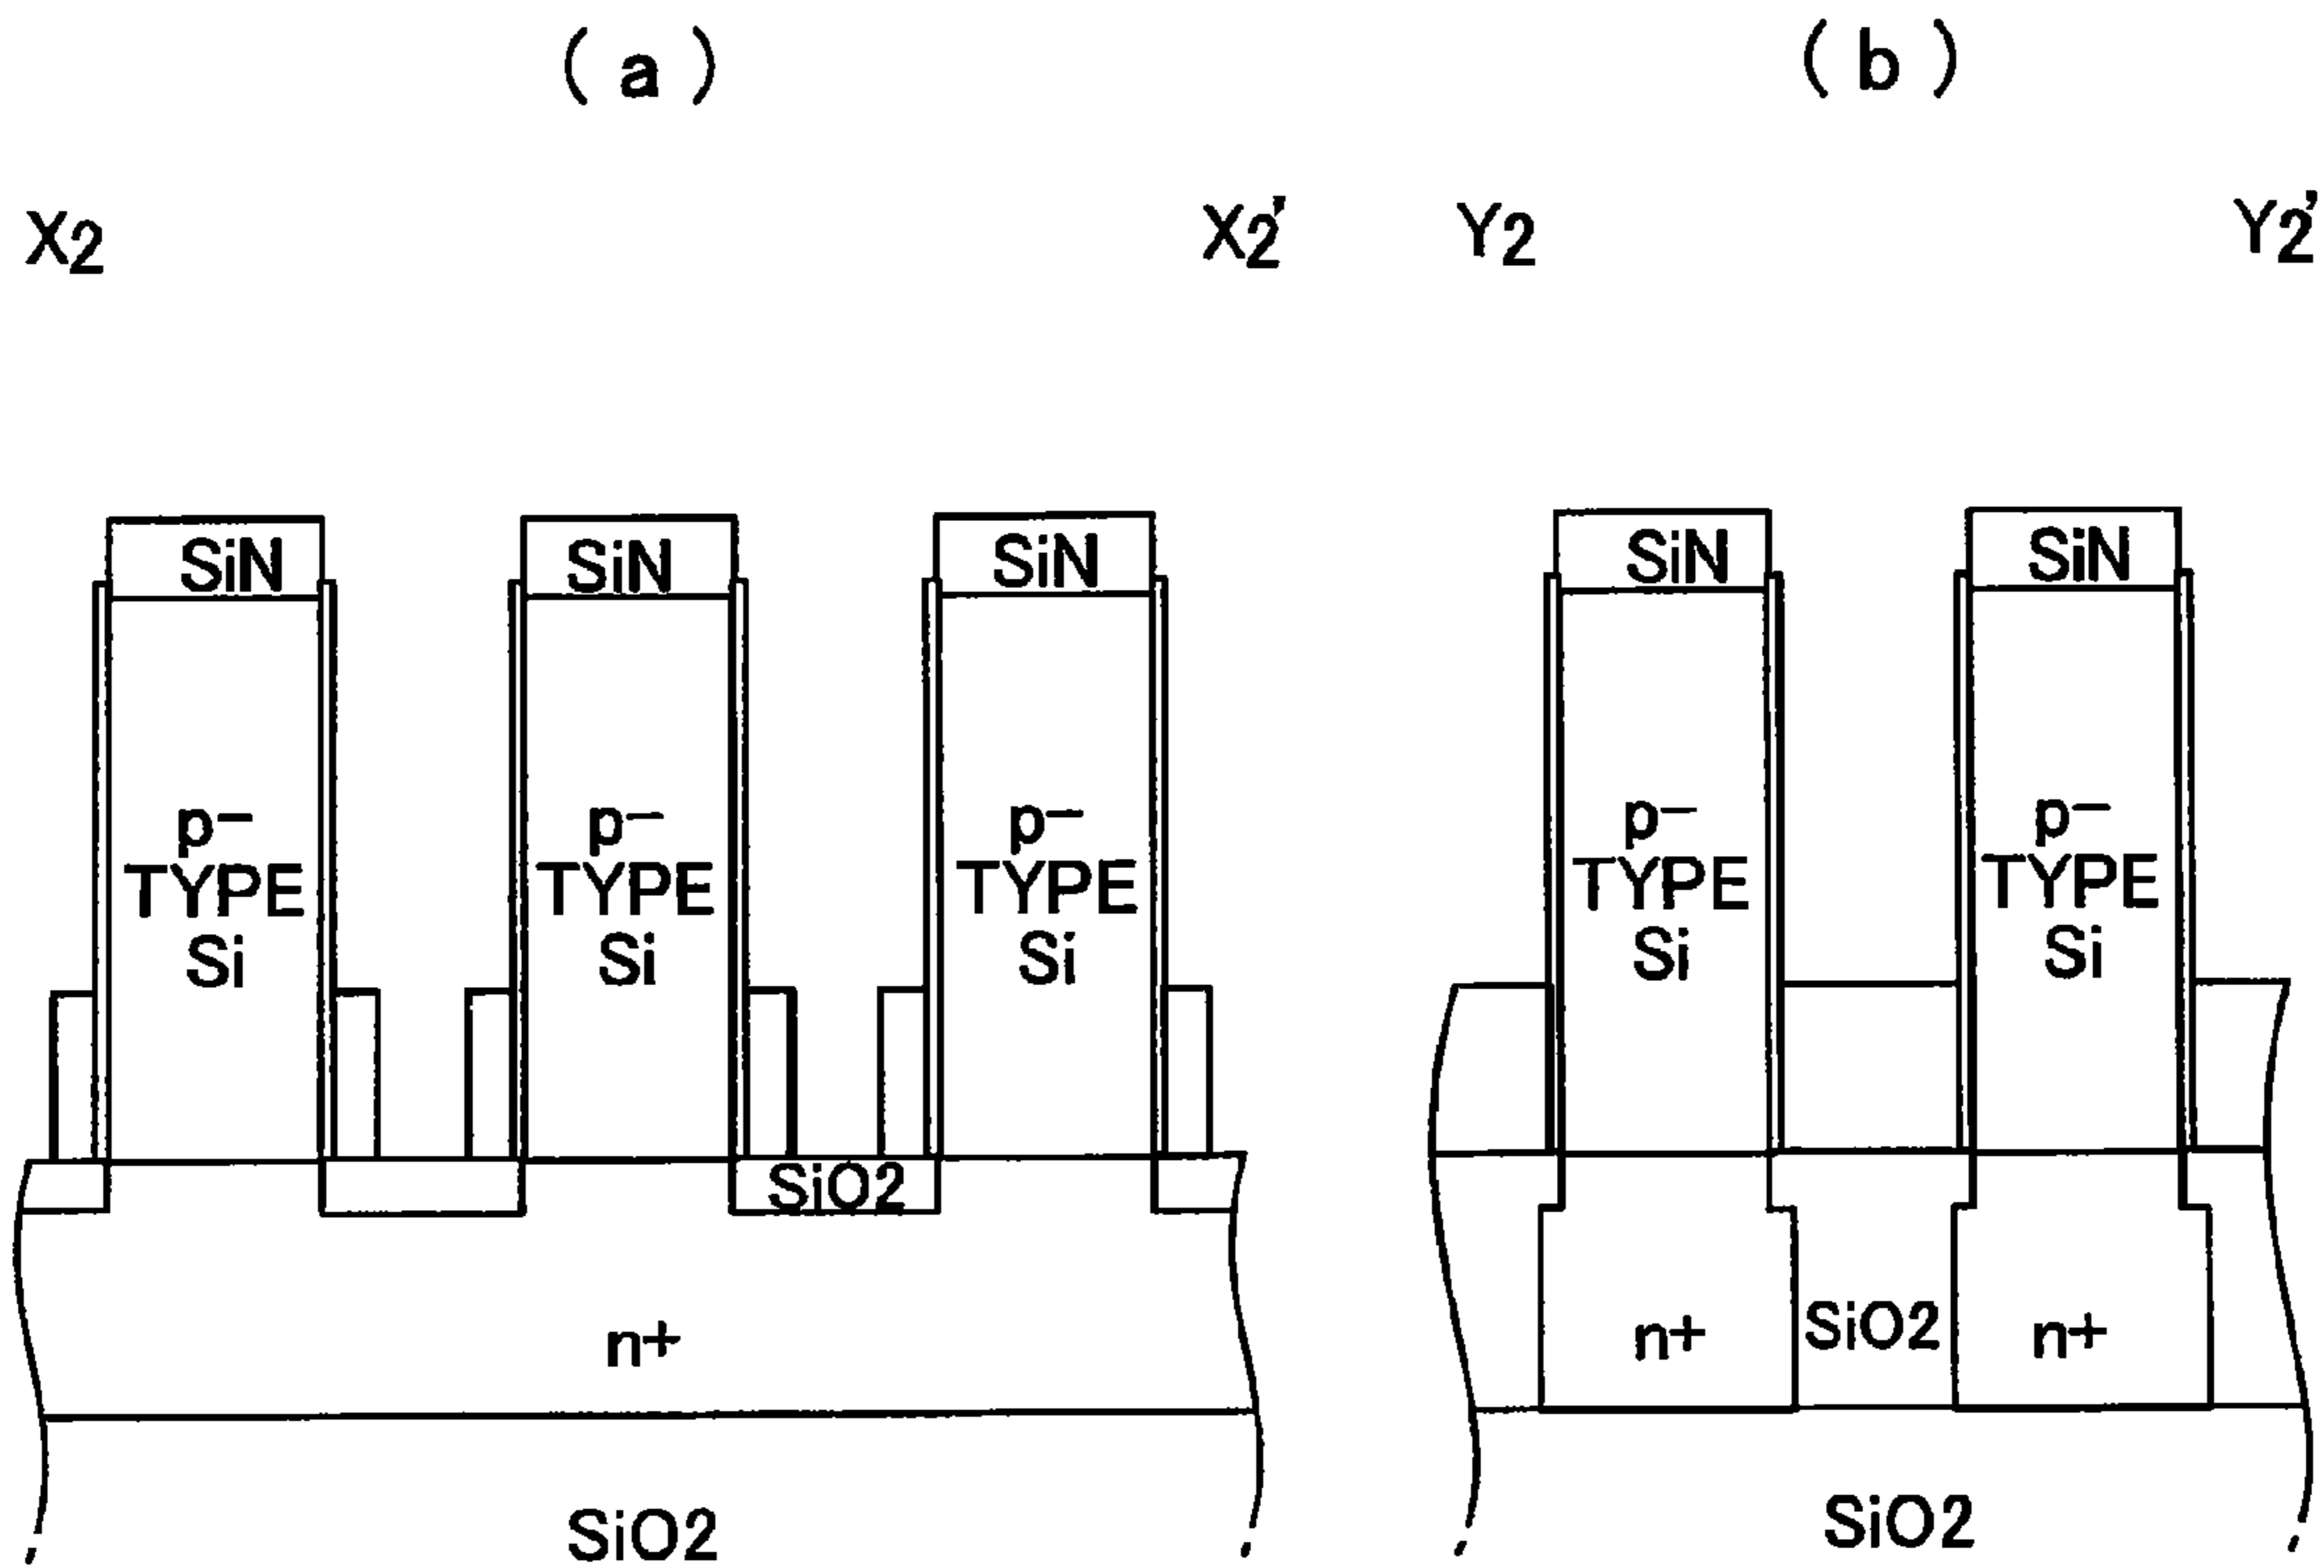 (a) (b)
X2 X2' Y2 Y2'
SiN SiN SiN SiN SiN
p− p− p− p− p−
TYPE TYPE TYPE TYPE TYPE
Si Si Si Si Si
SiO2
n+ n+ SiO2 n+
SiO2 SiO2